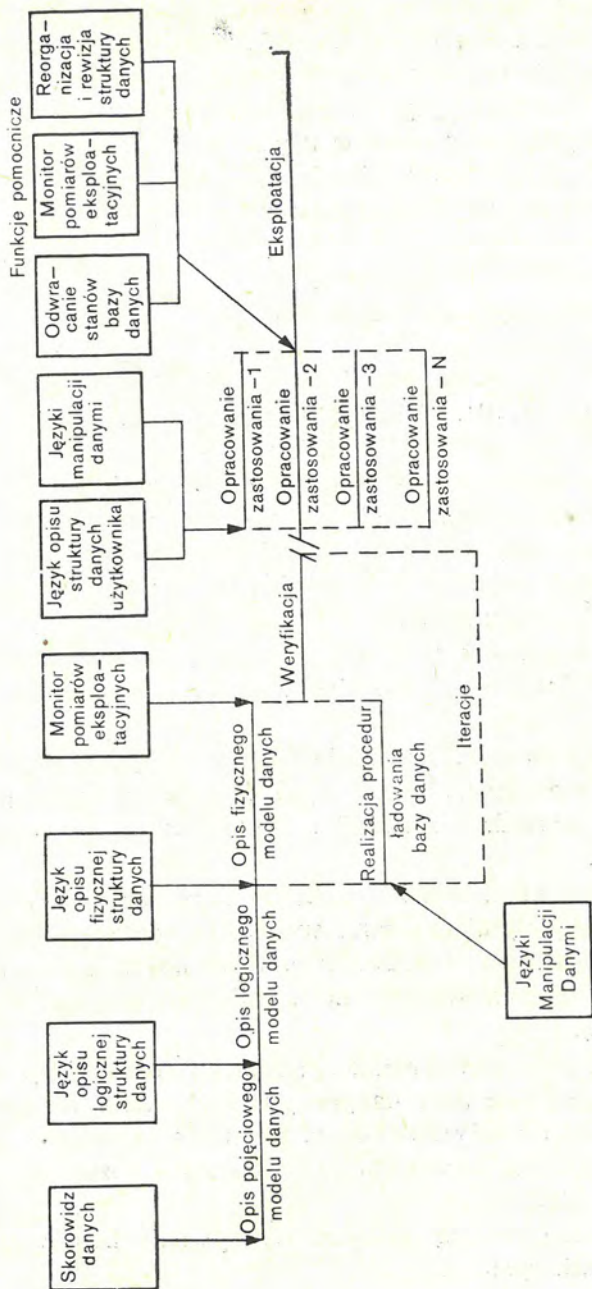 Funkcje pomocnicze
Skorowidz
danych
Język
opisu
logicznej
struktury
danych
Język
opisu
fizycznej
struktury
danych
Monitor
pomiarów
eksploa-
tacyjnych
Język opisu
struktury
danych
użytkownika
Języki
manipulacji
danymi
Odwra-
canie
stanów
bazy
danych
Monitor
pomiarów
eksploa-
tacyjnych
Reorga-
nizacja
i rewizja
struktury
danych
Opis pojęciowego
modelu danych
Opis logicznego
modelu danych
Opis fizycznego
modelu danych
Weryfikacja
Opracowanie
zastosowania -1
Opracowanie
zastosowania -2
Opracowanie
zastosowania -3
Opracowanie
zastosowania - N
Eksploatacja
Realizacja procedur
ładowania
bazy danych
Iteracje
Języki
Manipulacji
Danymi